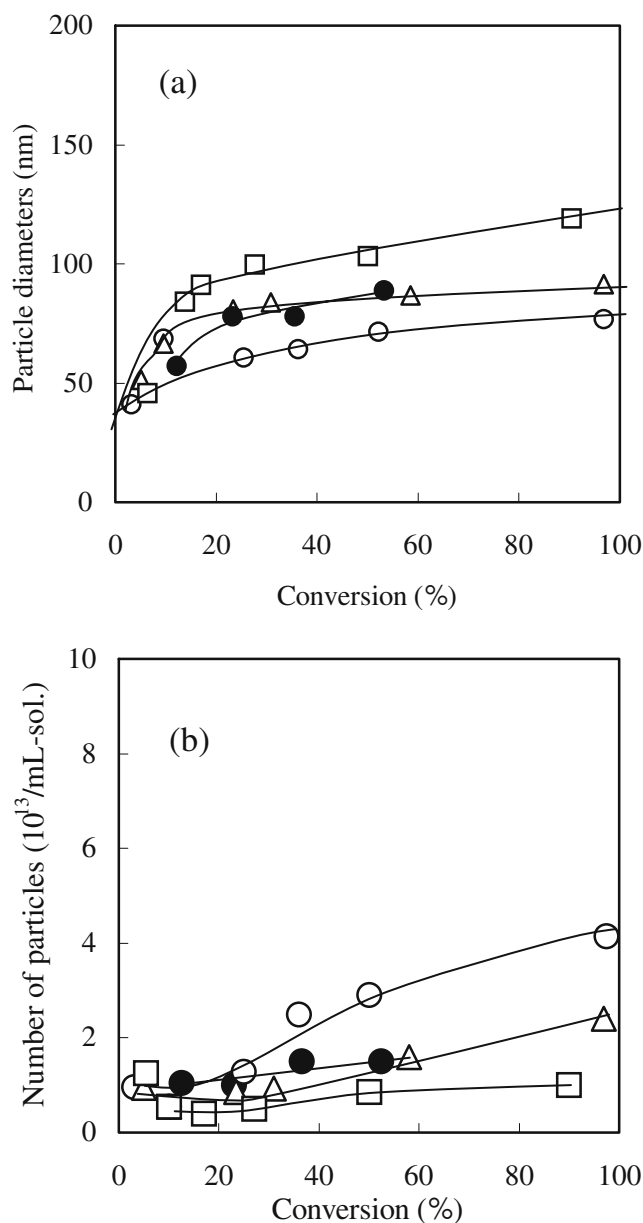 200
(a)
150
100
50
0
Particle diameters (nm)
0 20 40 60 80 100
Conversion (%)
10
(b)
8
6
4
2
0
Number of particles (10¹³/mL-sol.)
0 20 40 60 80 100
Conversion (%)